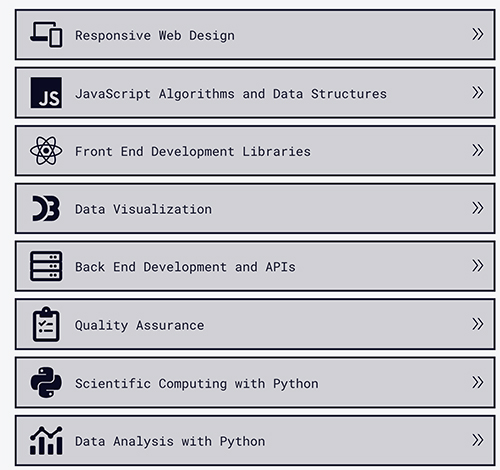 Responsive Web Design
JS JavaScript Algorithms and Data Structures
Front End Development Libraries
Data Visualization
Back End Development and APIs
Quality Assurance
Scientific Computing with Python
Data Analysis with Python